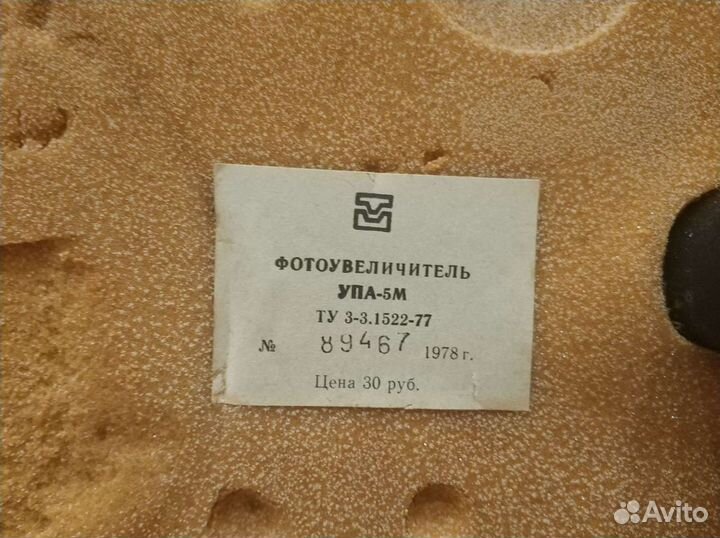 ФОТОУВЕЛИЧИТЕЛЬ
УПА-5М
ТУ 3-3.1522-77
№ 89467 1978 г.
Цена 30 руб.
Avito